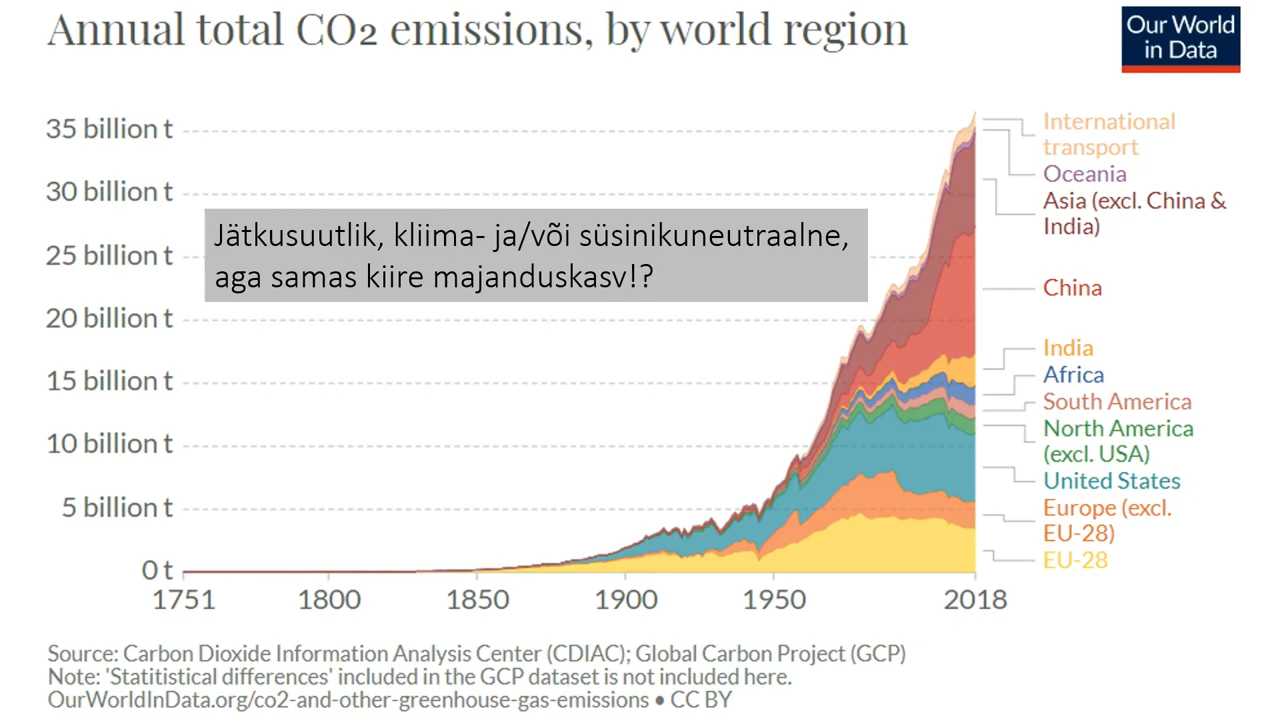 Annual total CO₂ emissions, by world region
Our World
in Data
35 billion t
30 billion t
25 billion t
20 billion t
15 billion t
10 billion t
5 billion t
0 t
Jätkusuutlik, kliima- ja/või süsinikuneutraalne,
aga samas kiire majanduskasv!?
International
transport
Oceania
Asia (excl. China &
India)
China
India
Africa
South America
North America
(excl. USA)
United States
Europe (excl.
EU-28)
EU-28
1751
1800
1850
1900
1950
2018
Source: Carbon Dioxide Information Analysis Center (CDIAC); Global Carbon Project (GCP)
Note: 'Statitistical differences' included in the GCP dataset is not included here.
OurWorldInData.org/co2-and-other-greenhouse-gas-emissions • CC BY